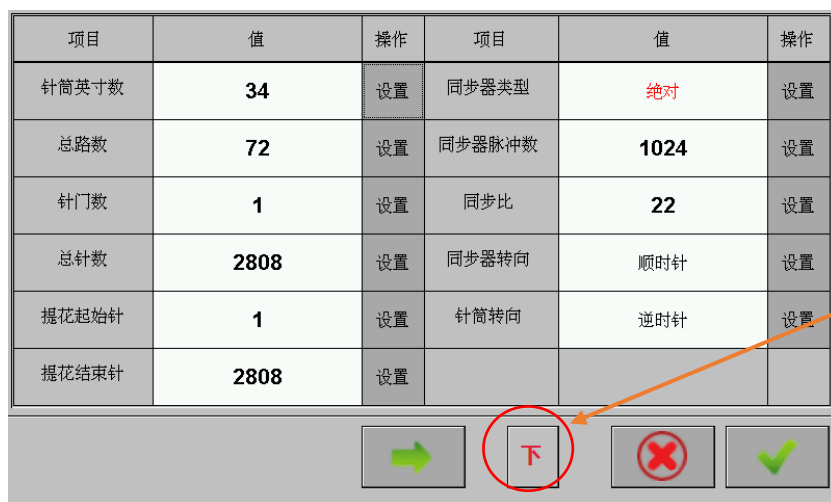 项目 值 操作 项目 值 操作
针筒英寸数 34 设置 同步器类型 绝对 设置
总路数 72 设置 同步器脉冲数 1024 设置
针门数 1 设置 同步比 22 设置
总针数 2808 设置 同步器转向 顺时针 设置
提花起始针 1 设置 针筒转向 逆时针 设置
提花结束针 2808 设置
下